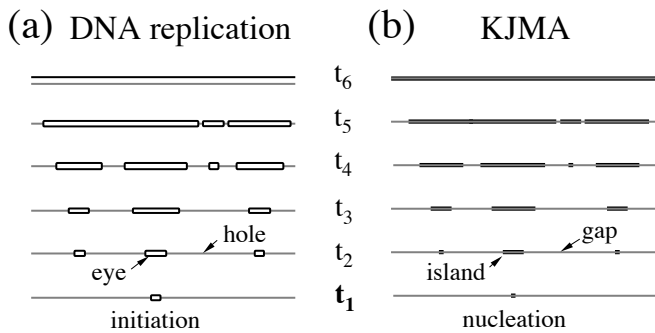 (a) DNA replication
(b) KJMA
t6
t5
t4
t3
hole
eye
t2
gap
island
t1
initiation
nucleation